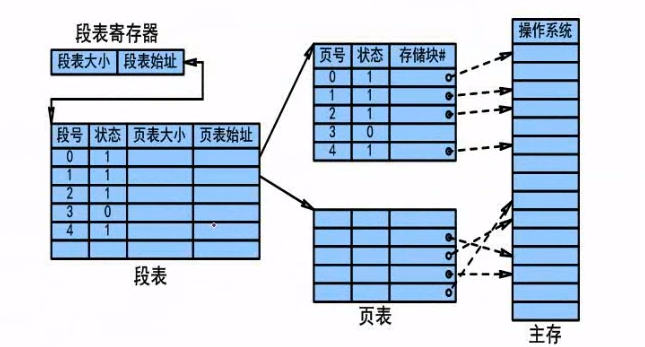 段表寄存器
段表大小 段表始址
段号 状态 页表大小 页表始址
0 1
1 1
2 1
3 0
4 1
段表
页号 状态 存储块#
0 1
1 1
2 1
3 0
4 1
页表
操作系统
主存